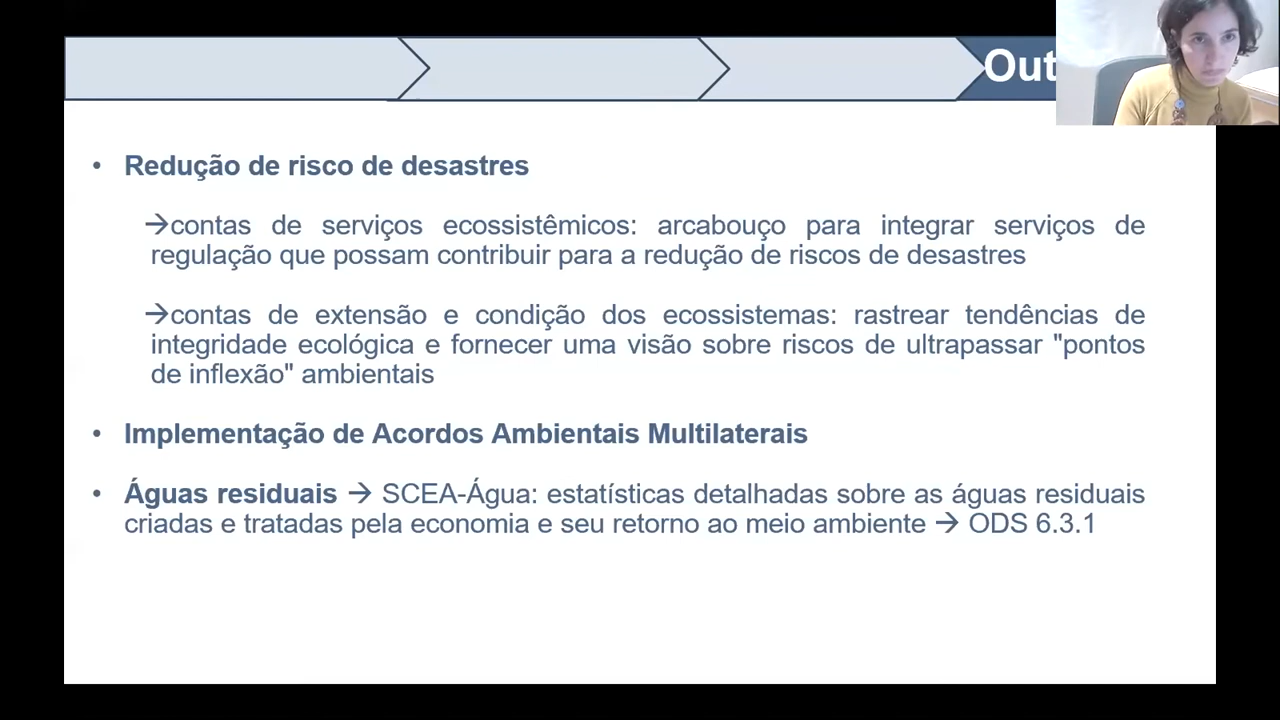 Out
• Redução de risco de desastres
→contas de serviços ecossistêmicos: arcabouço para integrar serviços de
regulação que possam contribuir para a redução de riscos de desastres
→contas de extensão e condição dos ecossistemas: rastrear tendências de
integridade ecológica e fornecer uma visão sobre riscos de ultrapassar "pontos
de inflexão" ambientais
• Implementação de Acordos Ambientais Multilaterais
• Águas residuais → SCEA-Água: estatísticas detalhadas sobre as águas residuais
criadas e tratadas pela economia e seu retorno ao meio ambiente → ODS 6.3.1